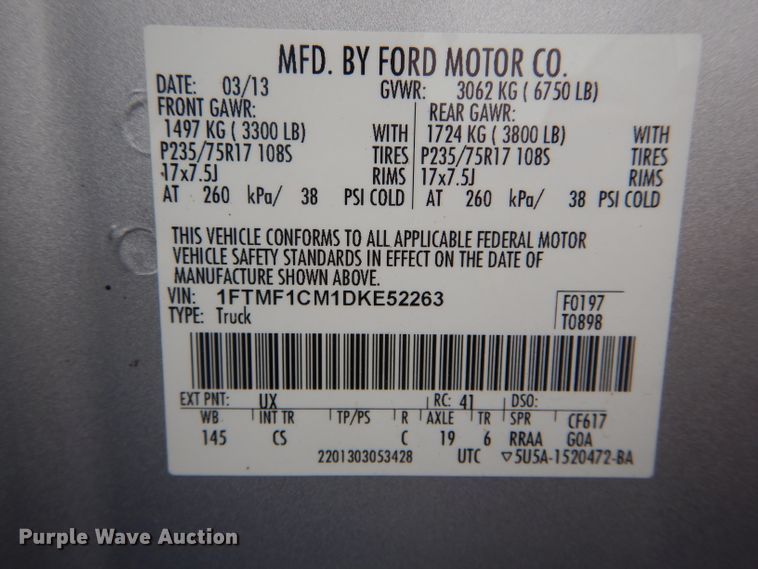 MFD. BY FORD MOTOR CO.
DATE: 03/13 GVWR: 3062 KG ( 6750 LB)
FRONT GAWR: REAR GAWR:
1497 KG ( 3300 LB) WITH 1724 KG ( 3800 LB) WITH
P235/75R17 108S TIRES P235/75R17 108S TIRES
17x7.5J RIMS 17x7.5J RIMS
AT 260 kPa/ 38 PSI COLD AT 260 kPa/ 38 PSI COLD
THIS VEHICLE CONFORMS TO ALL APPLICABLE FEDERAL MOTOR
VEHICLE SAFETY STANDARDS IN EFFECT ON THE DATE OF
MANUFACTURE SHOWN ABOVE.
VIN: 1FTMF1CM1DKE52263 F0197
TYPE: Truck T0898
EXT PNT: UX RC: 41 DSO:
WB INT TR TP/PS R AXLE TR SPR CF617
145 CS C 19 6 RRAA GOA
2201303053428 UTC ▽5U5A-1520472-BA
Purple Wave Auction